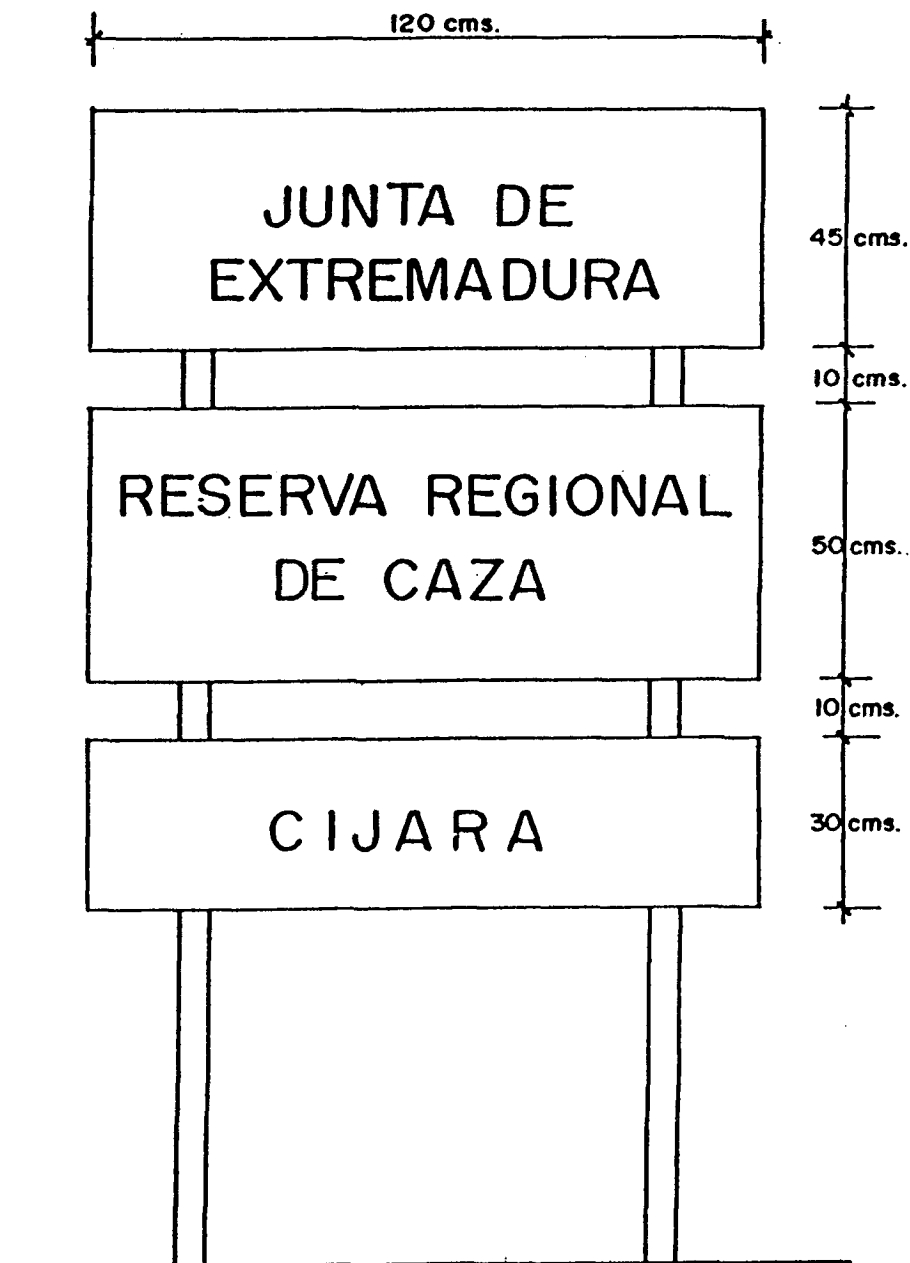 120 cms.
JUNTA DE
EXTREMADURA
45 cms.
10 cms.
RESERVA REGIONAL
DE CAZA
50 cms.
10 cms.
CIJARA
30 cms.